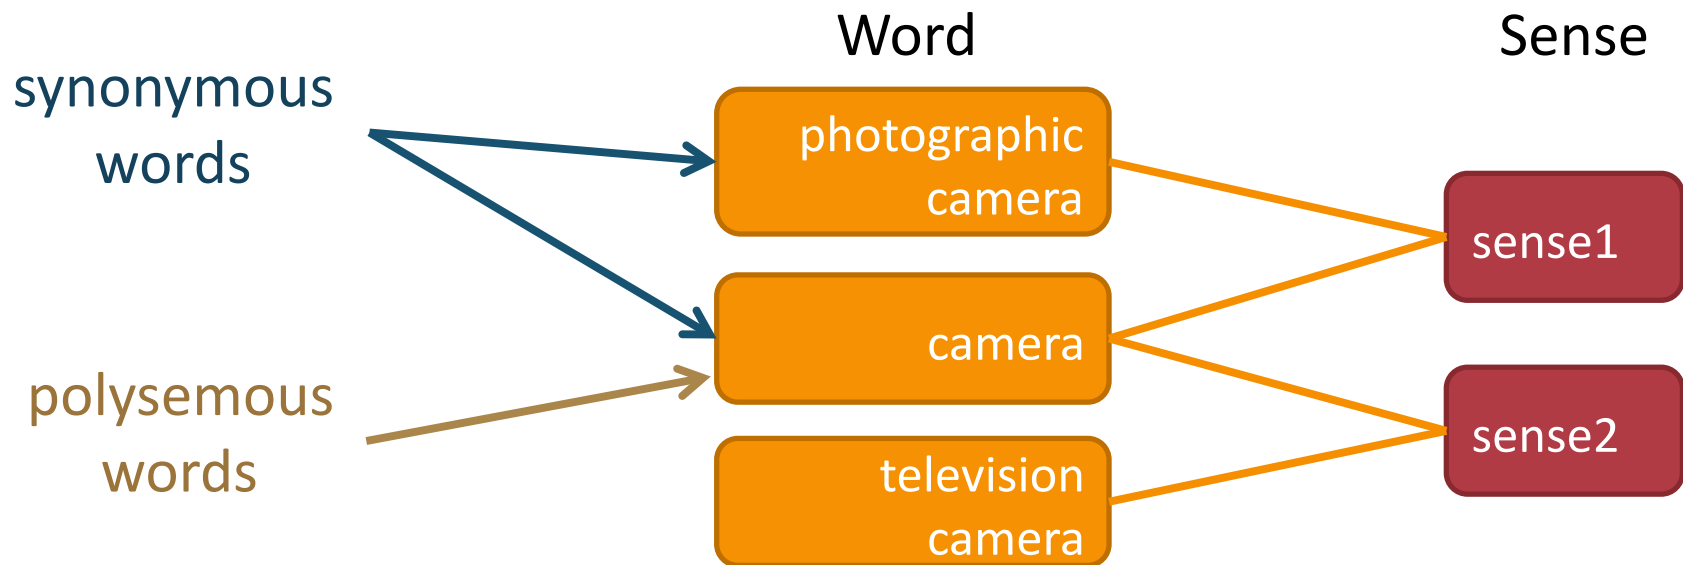 Word
Sense
synonymous
words
photographic
camera
sense1
camera
polysemous
words
sense2
television
camera